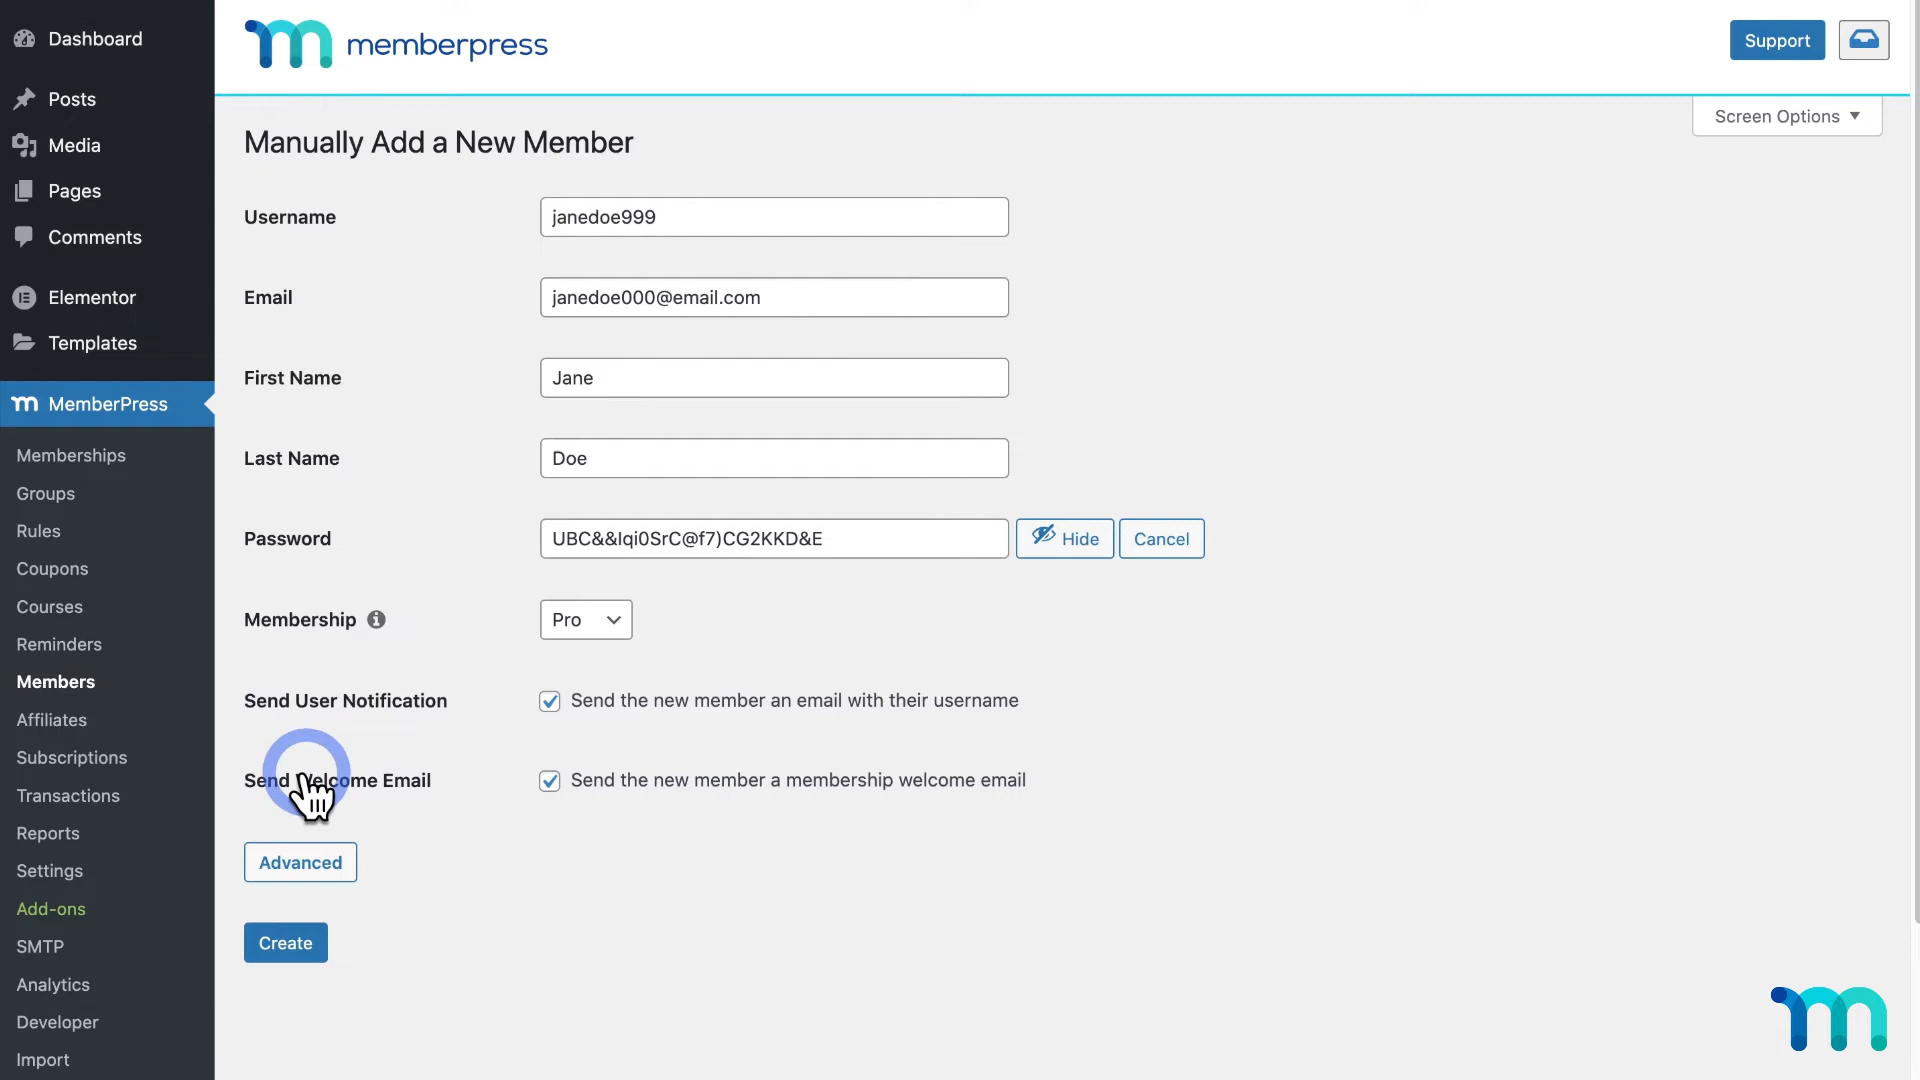 Dashboard
Posts
Media
Pages
Comments
Elementor
Templates
MemberPress
Memberships
Groups
Rules
Coupons
Courses
Reminders
Members
Affiliates
Subscriptions
Transactions
Reports
Settings
Add-ons
SMTP
Analytics
Developer
Import
memberpress
Support
Screen Options
Manually Add a New Member
Username janedoe999
Email janedoe000@email.com
First Name Jane
Last Name Doe
Password UBC&&Iqi0SrC@f7)CG2KKD&E Hide Cancel
Membership Pro
Send User Notification Send the new member an email with their username
Send Welcome Email Send the new member a membership welcome email
Advanced
Create